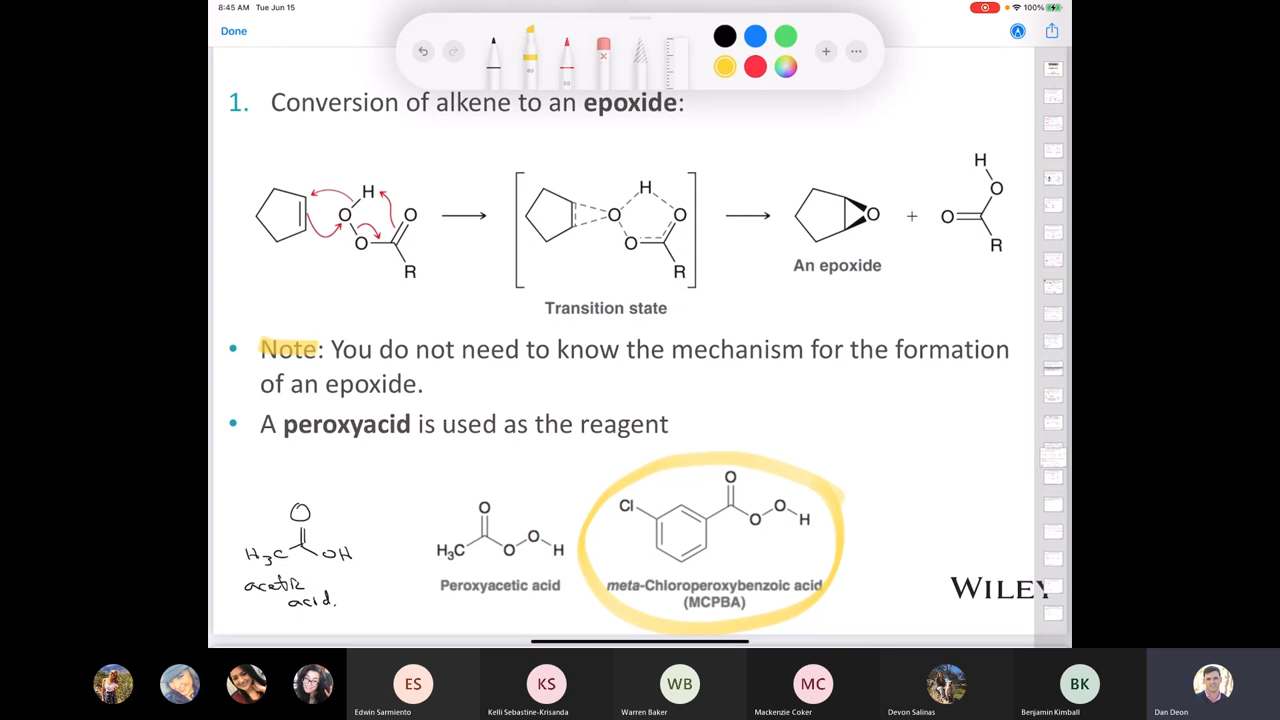 8:45 AM Tue Jun 15
100%
Done
80
50
1. Conversion of alkene to an epoxide:
H
O
O
O
R
H
O
O
O
R
Transition state
O
An epoxide
+
H
O
O
R
• Note: You do not need to know the mechanism for the formation
of an epoxide.
• A peroxyacid is used as the reagent
O
H3C
OH
acetic
acid.
O
H3C
O
O
H
Peroxyacetic acid
Cl
O
O
O
H
meta-Chloroperoxybenzoic acid
(MCPBA)
WILEY
ES
Edwin Sarmiento
KS
Kelli Sebastine-Krisanda
WB
Warren Baker
MC
Mackenzie Coker
Devon Salinas
BK
Benjamin Kimball
Dan Deon